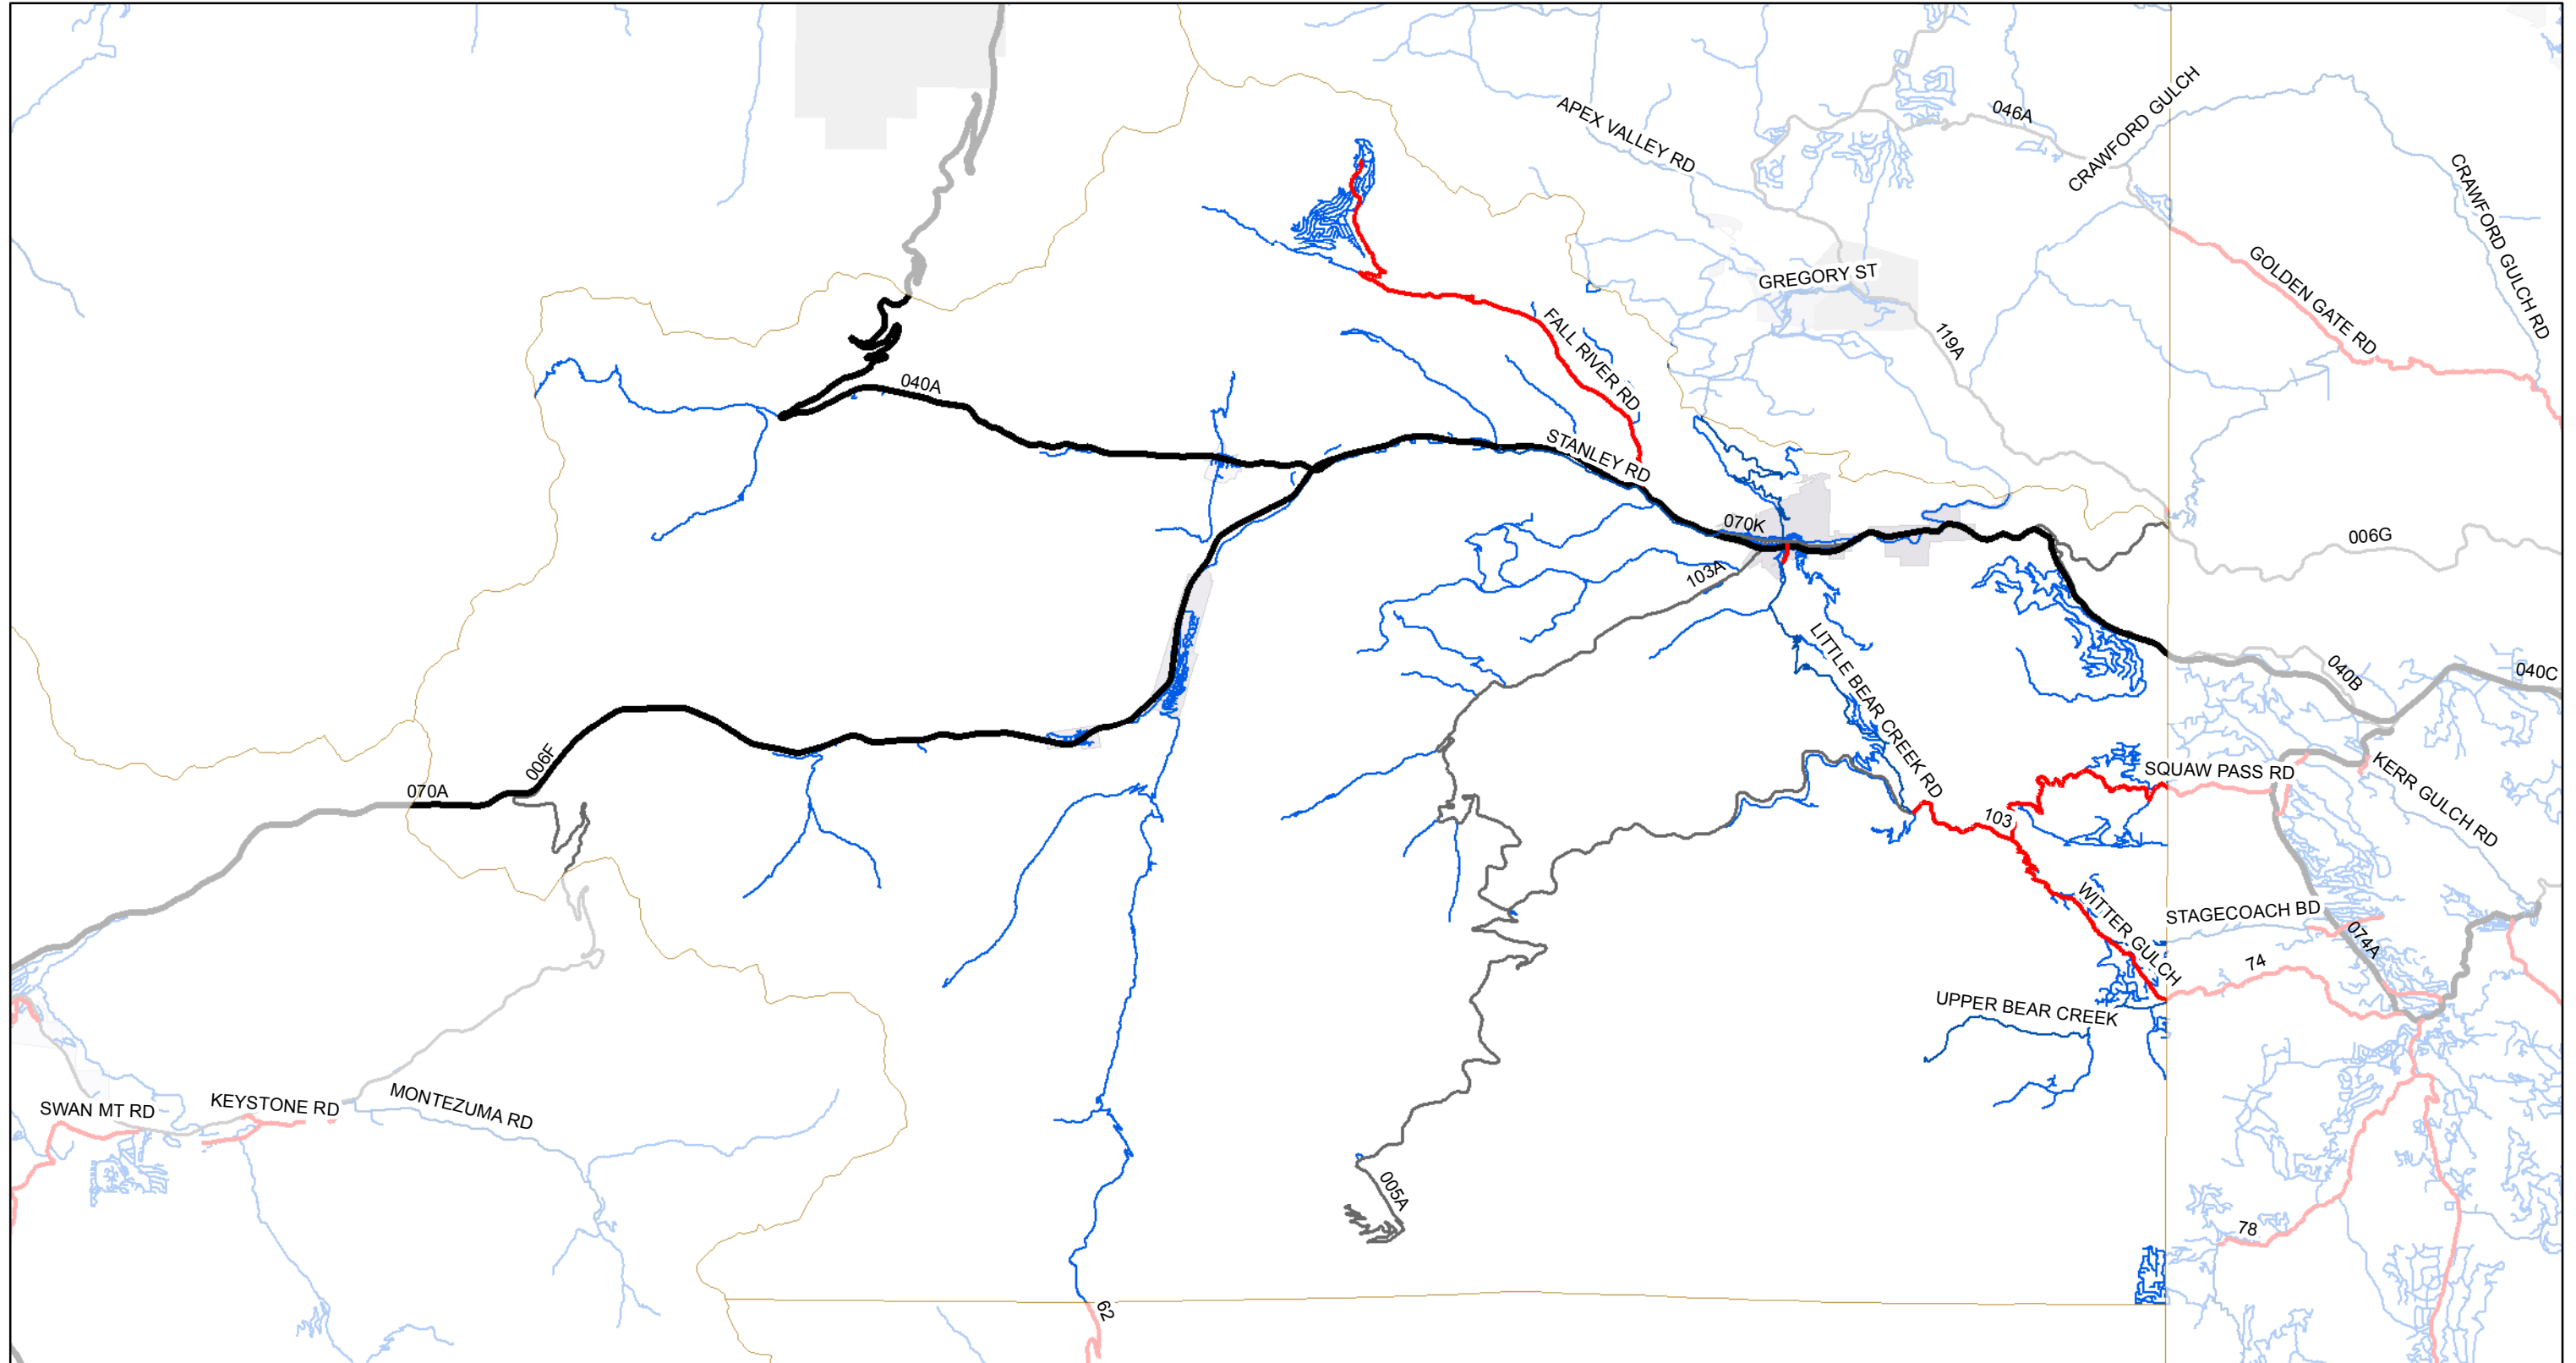 CRAWFORD GULCH
046A
APEX VALLEY RD
CRAWFORD GULCH RD
GREGORY ST
GOLDEN GATE RD
119A
FALL RIVER RD
040A
STANLEY RD
070K
006G
103A
LITTLE BEAR CREEK RD
040B
040C
006F
SQUAW PASS RD
KERR GULCH RD
070A
103
WITTER GULCH
STAGECOACH BD
074A
74
UPPER BEAR CREEK
SWAN MT RD
KEYSTONE RD
MONTEZUMA RD
005A
78
62